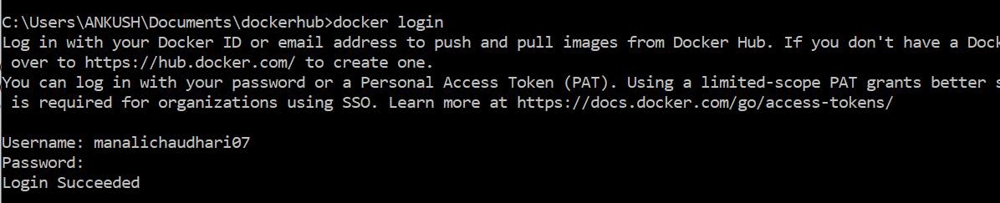 C:\Users\ANKUSH\Documents\dockerhub>docker login
Log in with your Docker ID or email address to push and pull images from Docker Hub. If you don't have a Dock
over to https://hub.docker.com/ to create one.
You can log in with your password or a Personal Access Token (PAT). Using a limited-scope PAT grants better s
is required for organizations using SSO. Learn more at https://docs.docker.com/go/access-tokens/
Username: manalichaudhari07
Password:
Login Succeeded